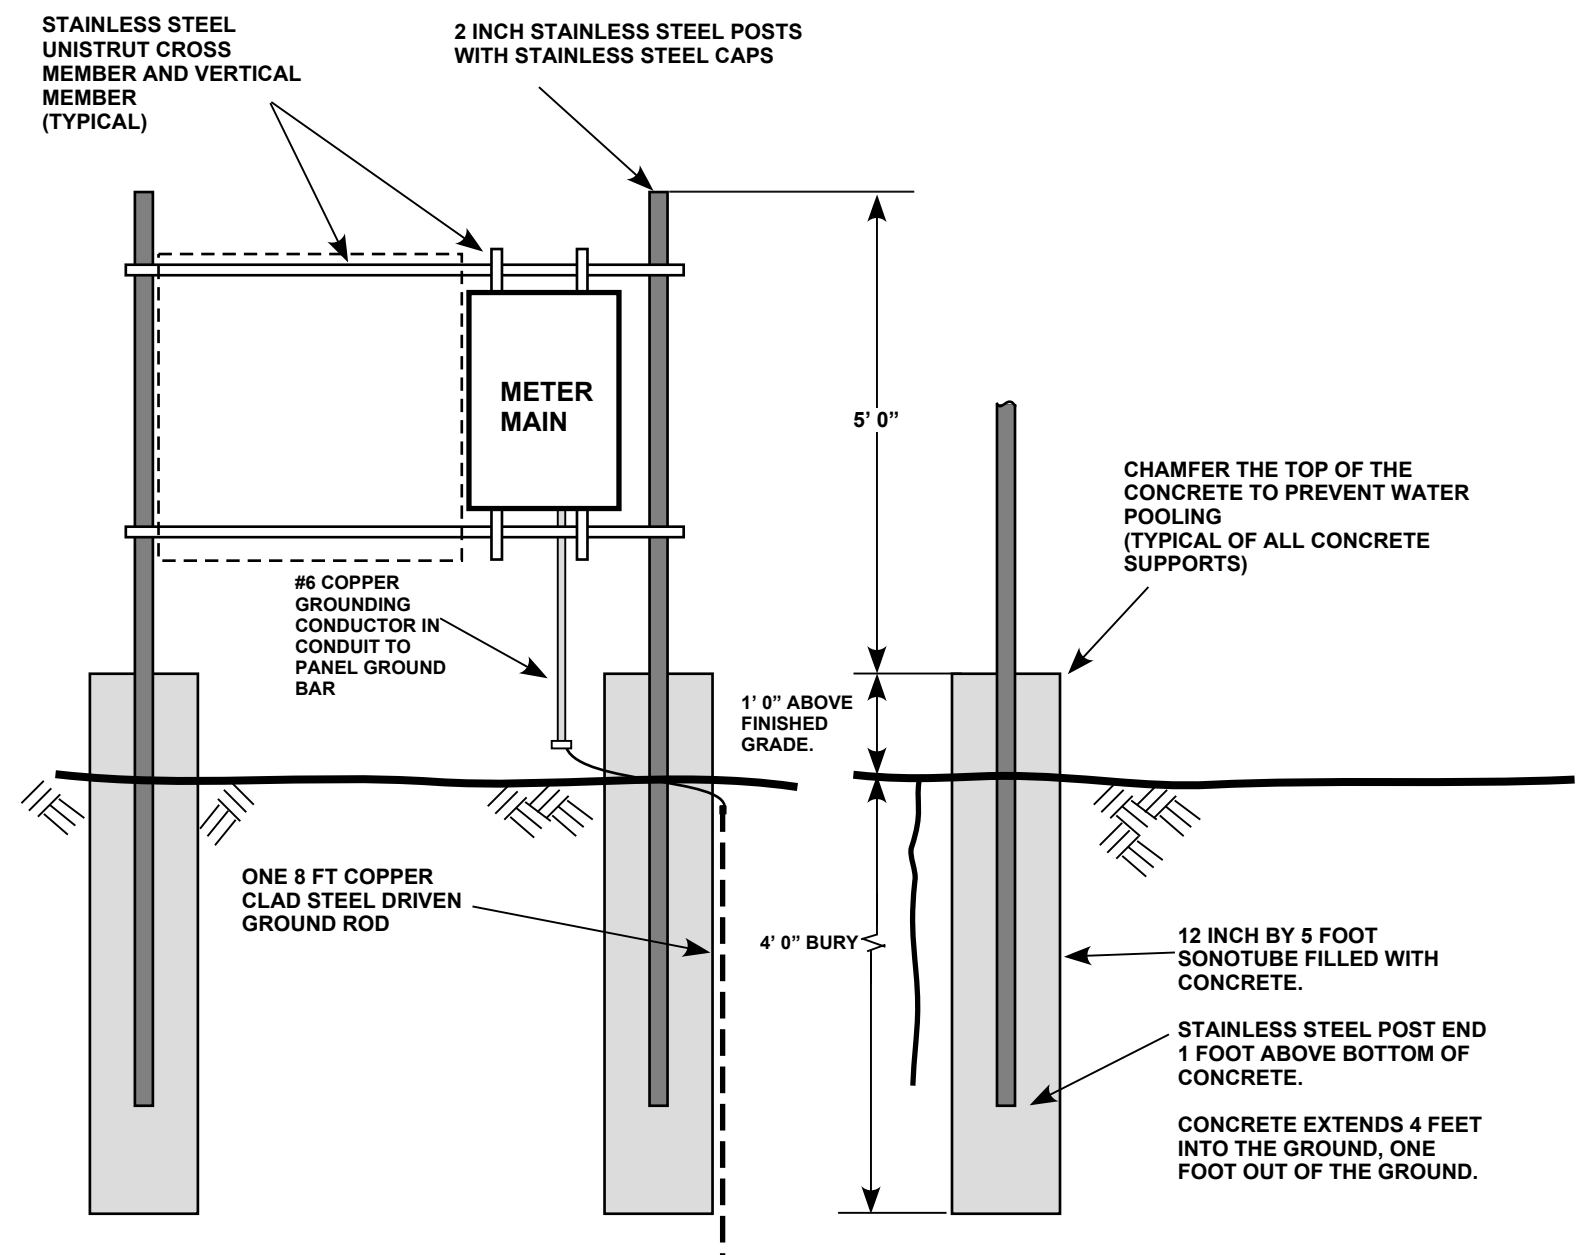 STAINLESS STEEL
UNISTRUT CROSS
MEMBER AND VERTICAL
MEMBER
(TYPICAL)
2 INCH STAINLESS STEEL POSTS
WITH STAINLESS STEEL CAPS
METER
MAIN
5’ 0”
CHAMFER THE TOP OF THE
CONCRETE TO PREVENT WATER
POOLING
(TYPICAL OF ALL CONCRETE
SUPPORTS)
#6 COPPER
GROUNDING
CONDUCTOR IN
CONDUIT TO
PANEL GROUND
BAR
1’ 0” ABOVE
FINISHED
GRADE.
ONE 8 FT COPPER
CLAD STEEL DRIVEN
GROUND ROD
4’ 0” BURY
12 INCH BY 5 FOOT
SONOTUBE FILLED WITH
CONCRETE.
STAINLESS STEEL POST END
1 FOOT ABOVE BOTTOM OF
CONCRETE.
CONCRETE EXTENDS 4 FEET
INTO THE GROUND, ONE
FOOT OUT OF THE GROUND.